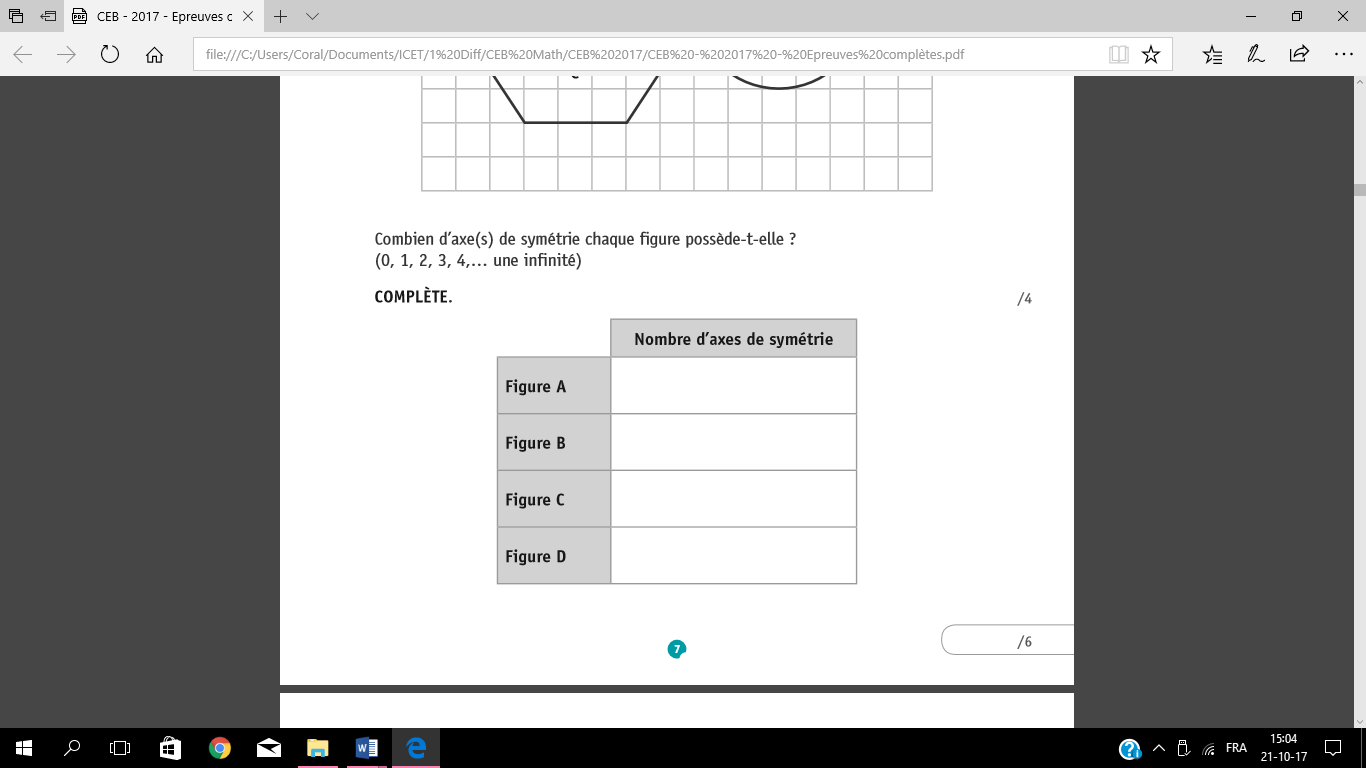 CEB - 2017 - Epreuves c
file:///C:/Users/Coral/Documents/ICET/1%20Diff/CEB%20Math/CEB%202017/CEB%20-%202017%20-%20Epreuves%20complètes.pdf
Combien d'axe(s) de symétrie chaque figure possède-t-elle ?
(0, 1, 2, 3, 4,... une infinité)
COMPLÈTE.
/4
Nombre d'axes de symétrie
Figure A
Figure B
Figure C
Figure D
7
/6
FRA
15:04
21-10-17